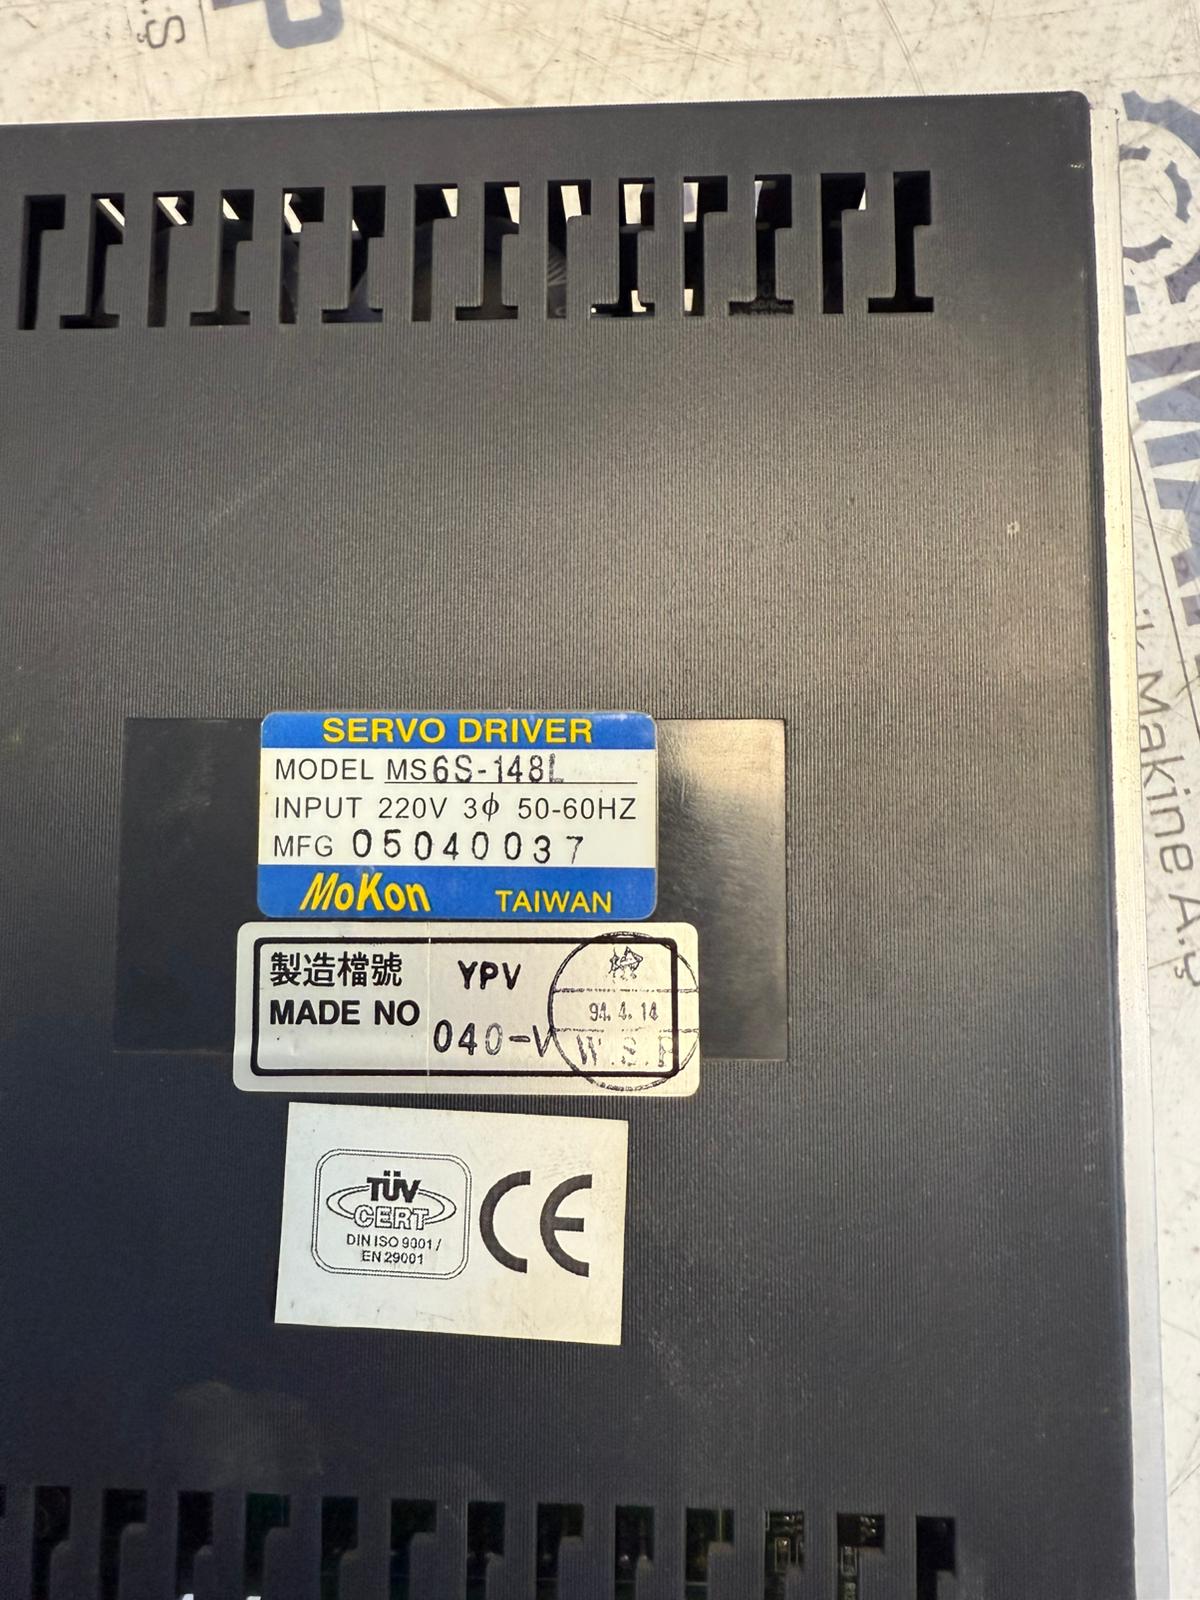 SERVO DRIVER
MODEL MS6S-148L
INPUT 220V 3ϕ 50-60HZ
MFG 05040037
MoKon TAIWAN
製造檔號 YPV
MADE NO 040-V
94.4.14
W.S.P
TÜV
CERT
DIN ISO 9001 /
EN 29001
CE
Makine A.Ş